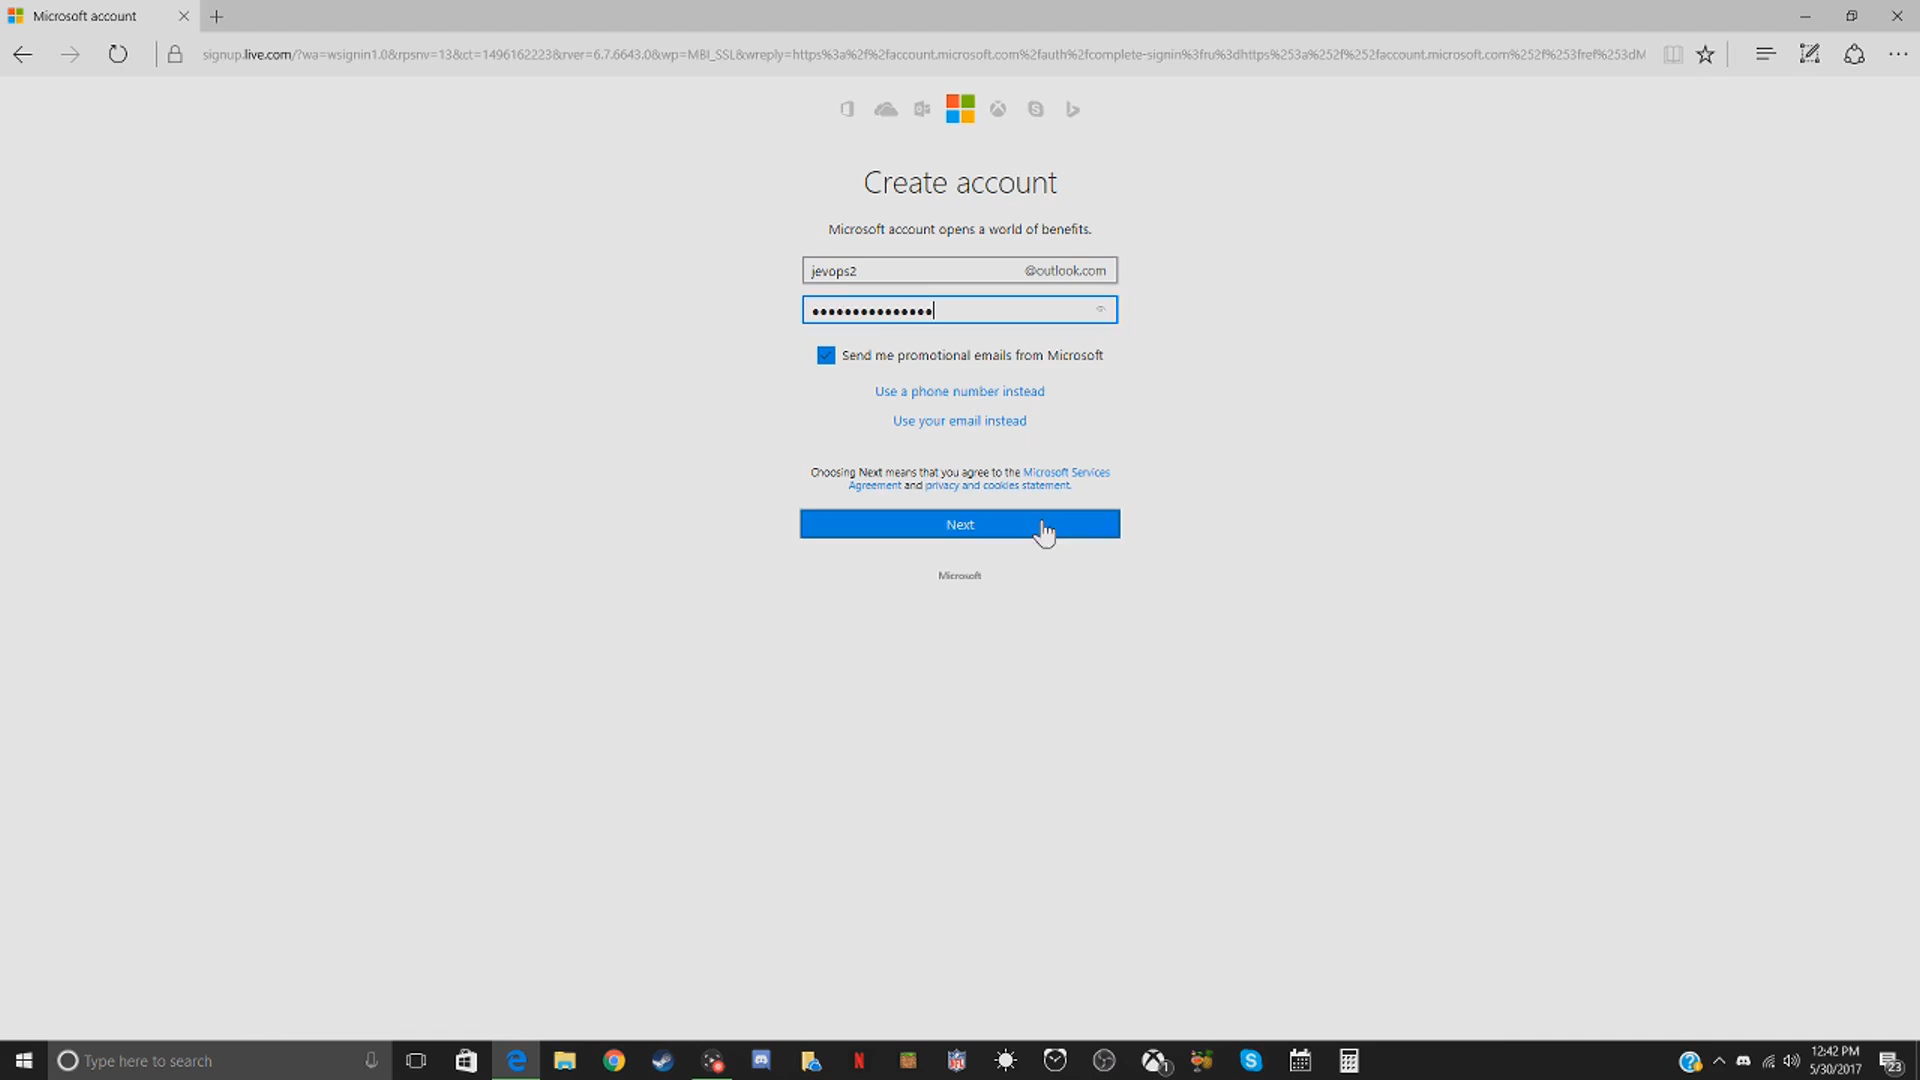 Microsoft account
signup.live.com/?wa=wsignin1.0&rpsnv=13&ct=1496162223&rver=6.7.6643.0&wp=MBI_SSL&wreply=https%3a%2f%2faccount.microsoft.com%2fauth%2fcomplete-signin%3fru%3dhttps%253a%252f%252faccount.microsoft.com%252f%253fref%253dM
Create account
Microsoft account opens a world of benefits.
jevops2 @outlook.com
Send me promotional emails from Microsoft
Use a phone number instead
Use your email instead
Choosing Next means that you agree to the Microsoft Services
Agreement and privacy and cookies statement.
Next
Microsoft
Type here to search
1
12:42 PM
5/30/2017
23